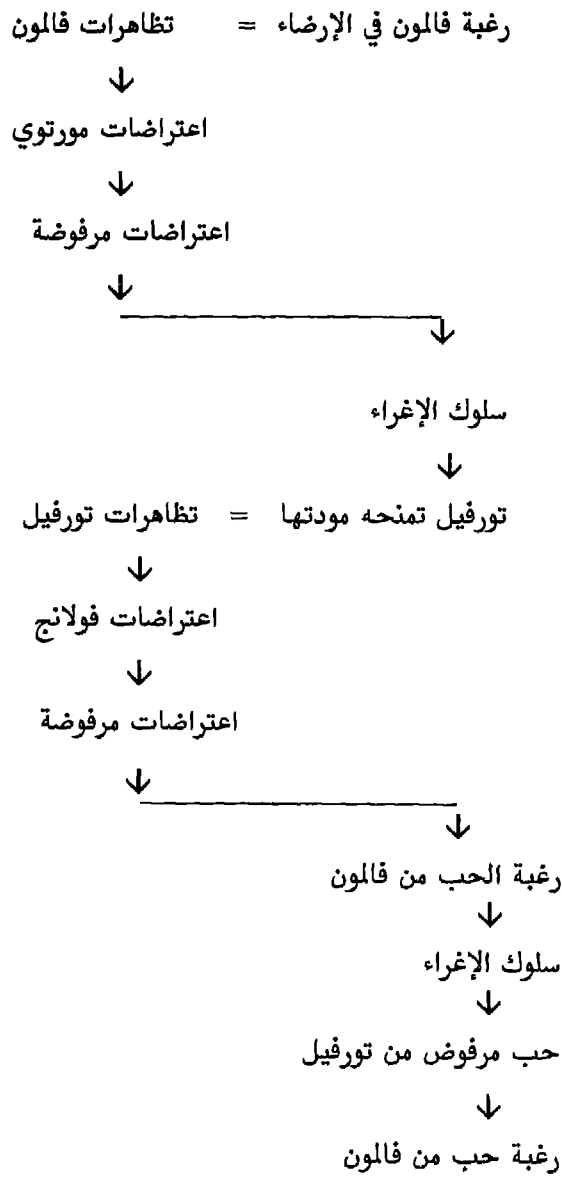 رغبة فالمون في الإرضاء = تظاهرات فالمون
اعتراضات مورتوي
اعتراضات مرفوضة
سلوك الإغراء
تورفيل تمنحه مودتها = تظاهرات تورفيل
اعتراضات فولانج
اعتراضات مرفوضة
رغبة الحب من فالمون
سلوك الإغراء
حب مرفوض من تورفيل
رغبة حب من فالمون